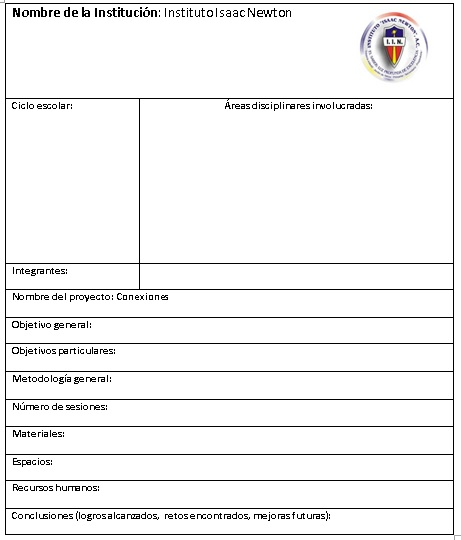 Nombre de la Institución: Instituto Isaac Newton
INSTITUTO "ISAAC NEWTON", A.C.
I.I.N.
Ciclo escolar:
Áreas disciplinares involucradas:
Integrantes:
Nombre del proyecto: Conexiones
Objetivo general:
Objetivos particulares:
Metodología general:
Número de sesiones:
Materiales:
Espacios:
Recursos humanos:
Conclusiones (logros alcanzados, retos encontrados, mejoras futuras):